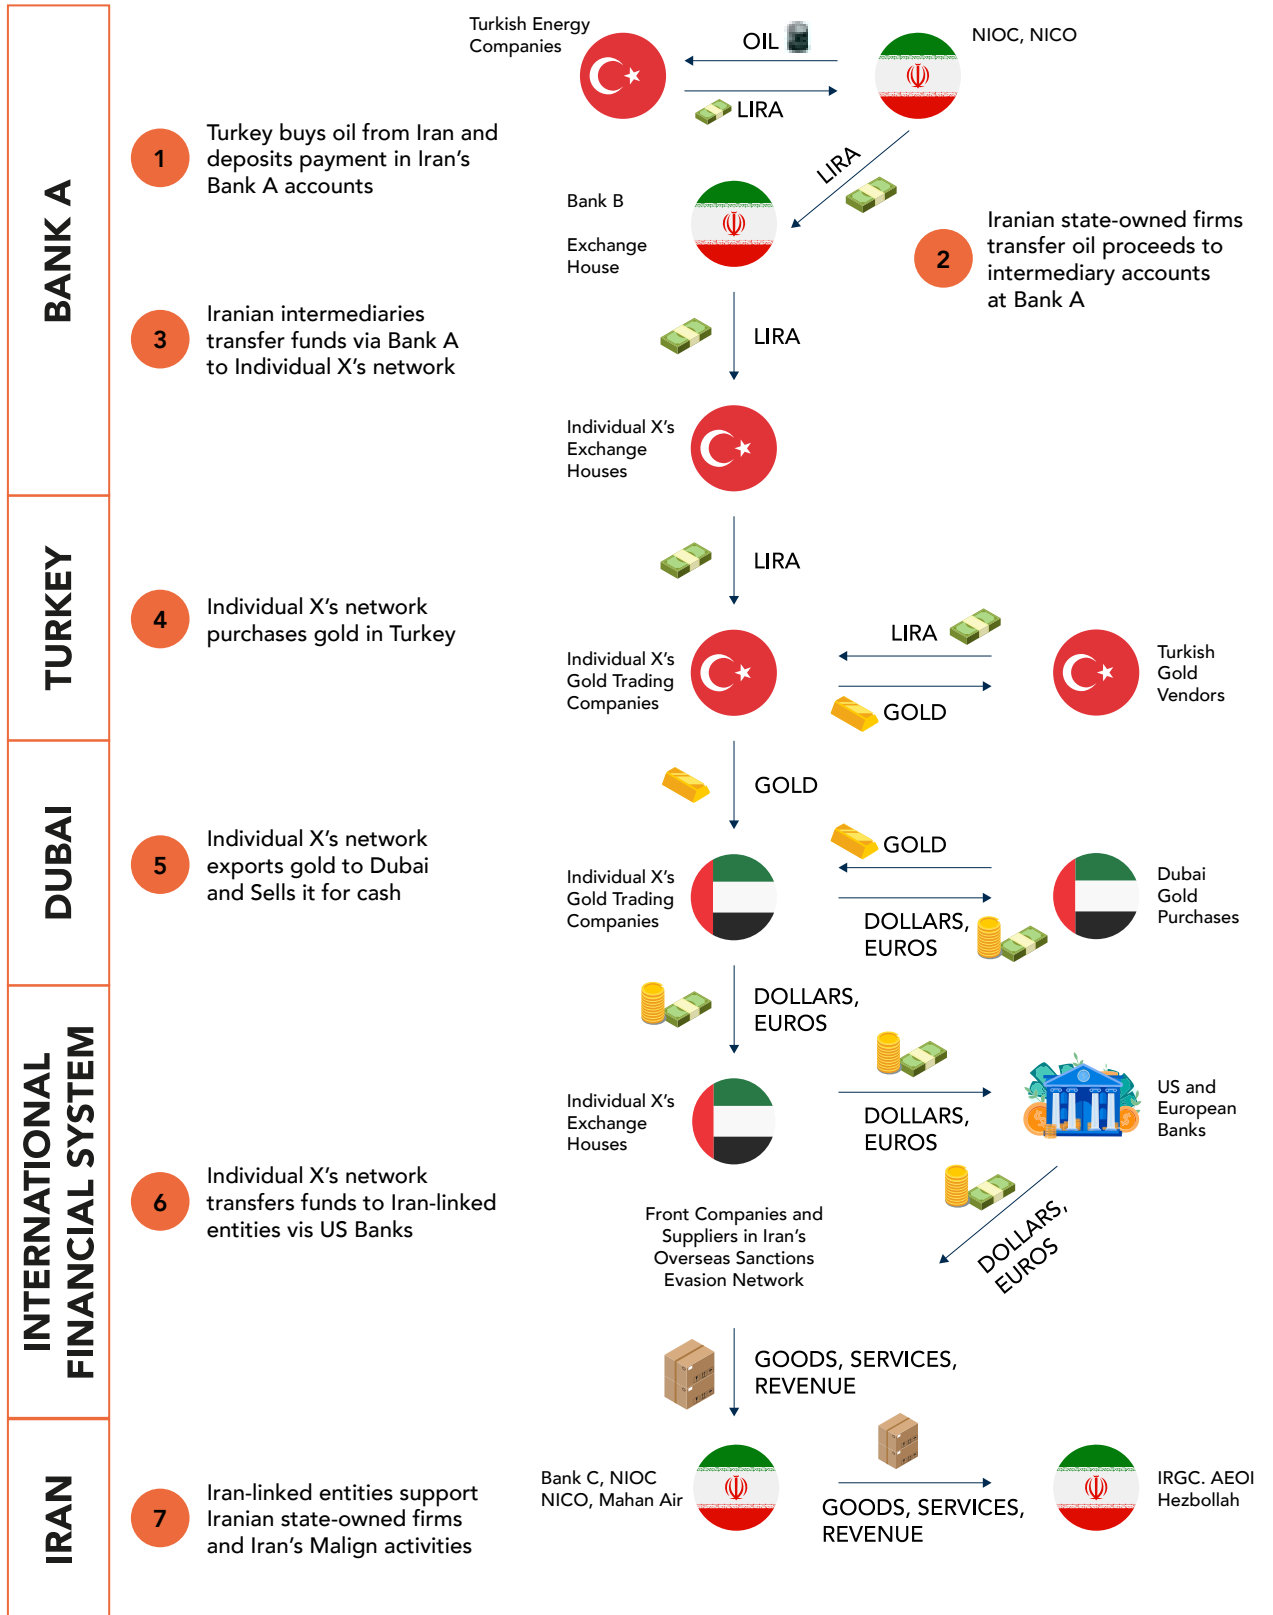 BANK A
TURKEY
DUBAI
INTERNATIONAL
FINANCIAL SYSTEM
IRAN
Turkish Energy
Companies
OIL
LIRA
NIOC, NICO
1
Turkey buys oil from Iran and
deposits payment in Iran's
Bank A accounts
LIRA
Bank B
Exchange
House
2
Iranian state-owned firms
transfer oil proceeds to
intermediary accounts
at Bank A
3
Iranian intermediaries
transfer funds via Bank A
to Individual X's network
LIRA
Individual X's
Exchange
Houses
LIRA
4
Individual X's network
purchases gold in Turkey
Individual X's
Gold Trading
Companies
LIRA
GOLD
Turkish
Gold
Vendors
GOLD
5
Individual X's network
exports gold to Dubai
and Sells it for cash
Individual X's
Gold Trading
Companies
GOLD
DOLLARS,
EUROS
Dubai
Gold
Purchases
DOLLARS,
EUROS
Individual X's
Exchange
Houses
DOLLARS,
EUROS
US and
European
Banks
6
Individual X's network
transfers funds to Iran-linked
entities vis US Banks
DOLLARS,
EUROS
Front Companies and
Suppliers in Iran's
Overseas Sanctions
Evasion Network
GOODS, SERVICES,
REVENUE
7
Iran-linked entities support
Iranian state-owned firms
and Iran's Malign activities
Bank C, NIOC
NICO, Mahan Air
GOODS, SERVICES,
REVENUE
IRGC. AEOI
Hezbollah